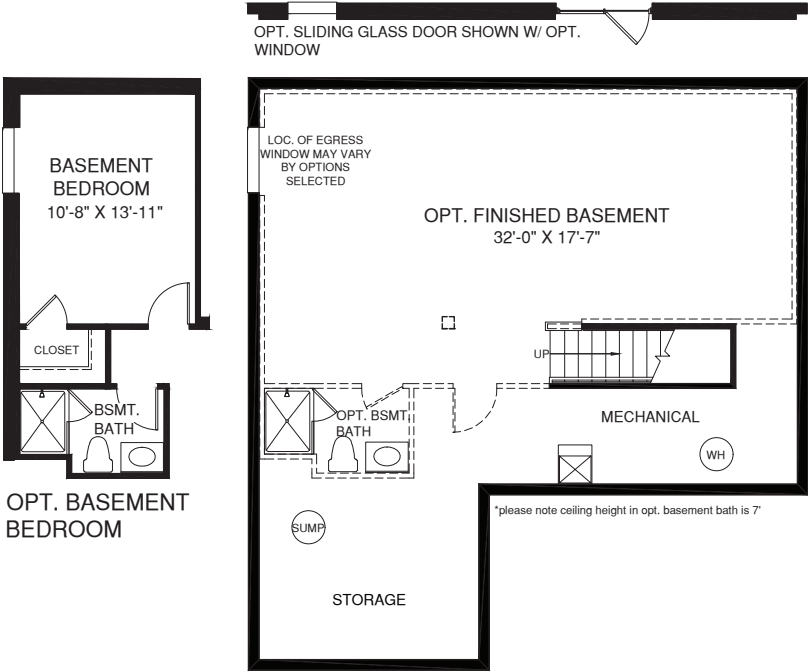 OPT. SLIDING GLASS DOOR SHOWN W/ OPT.
WINDOW
LOC. OF EGRESS
WINDOW MAY VARY
BY OPTIONS
SELECTED
BASEMENT
BEDROOM
10'-8" X 13'-11"
OPT. FINISHED BASEMENT
32'-0" X 17'-7"
CLOSET
UP
BSMT.
BATH
OPT. BSMT
BATH
MECHANICAL
WH
OPT. BASEMENT
BEDROOM
*please note ceiling height in opt. basement bath is 7'
SUMP
STORAGE